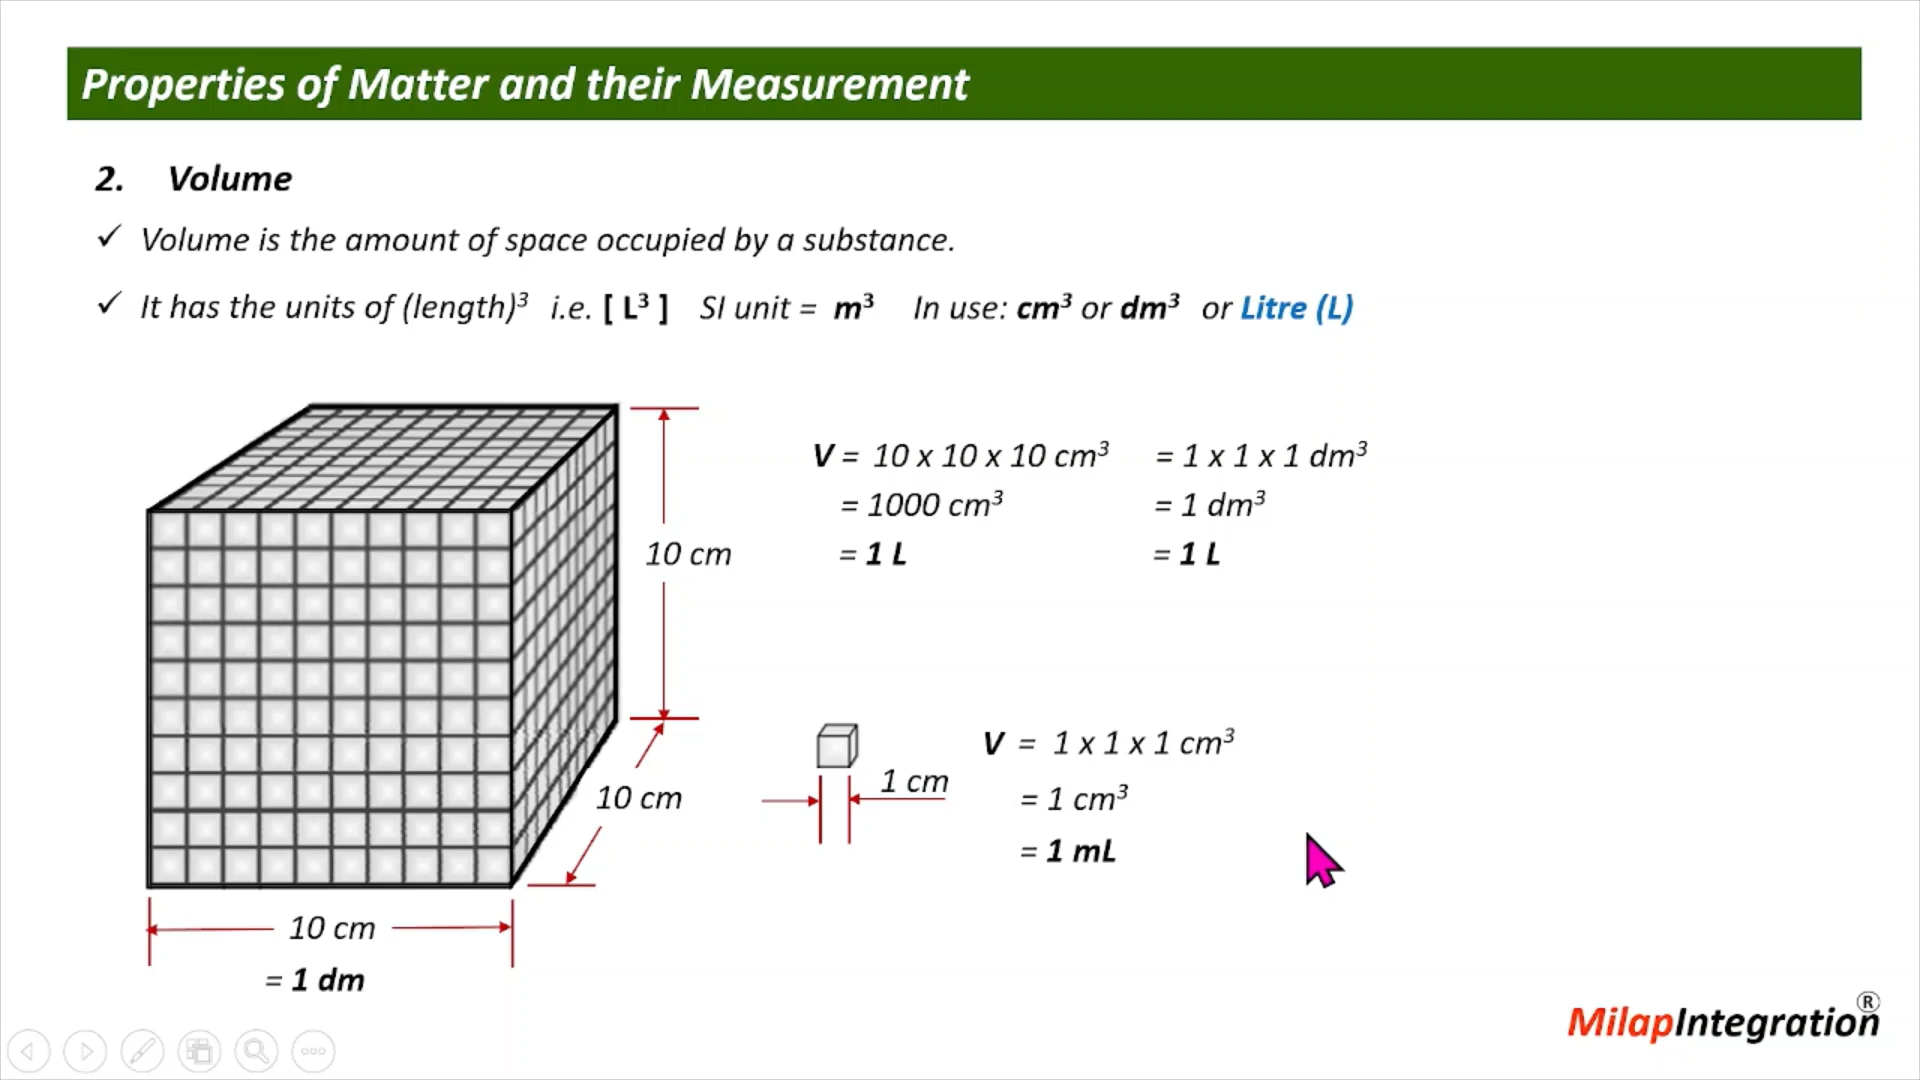 Properties of Matter and their Measurement
2. Volume
✓ Volume is the amount of space occupied by a substance.
✓ It has the units of (length)³ i.e. [ L³ ] SI unit = m³ In use: cm³ or dm³ or Litre (L)
V = 10 x 10 x 10 cm³ = 1 x 1 x 1 dm³
= 1000 cm³ = 1 dm³
= 1 L = 1 L
10 cm
10 cm
10 cm
= 1 dm
1 cm
V = 1 x 1 x 1 cm³
= 1 cm³
= 1 mL
MilapIntegration®